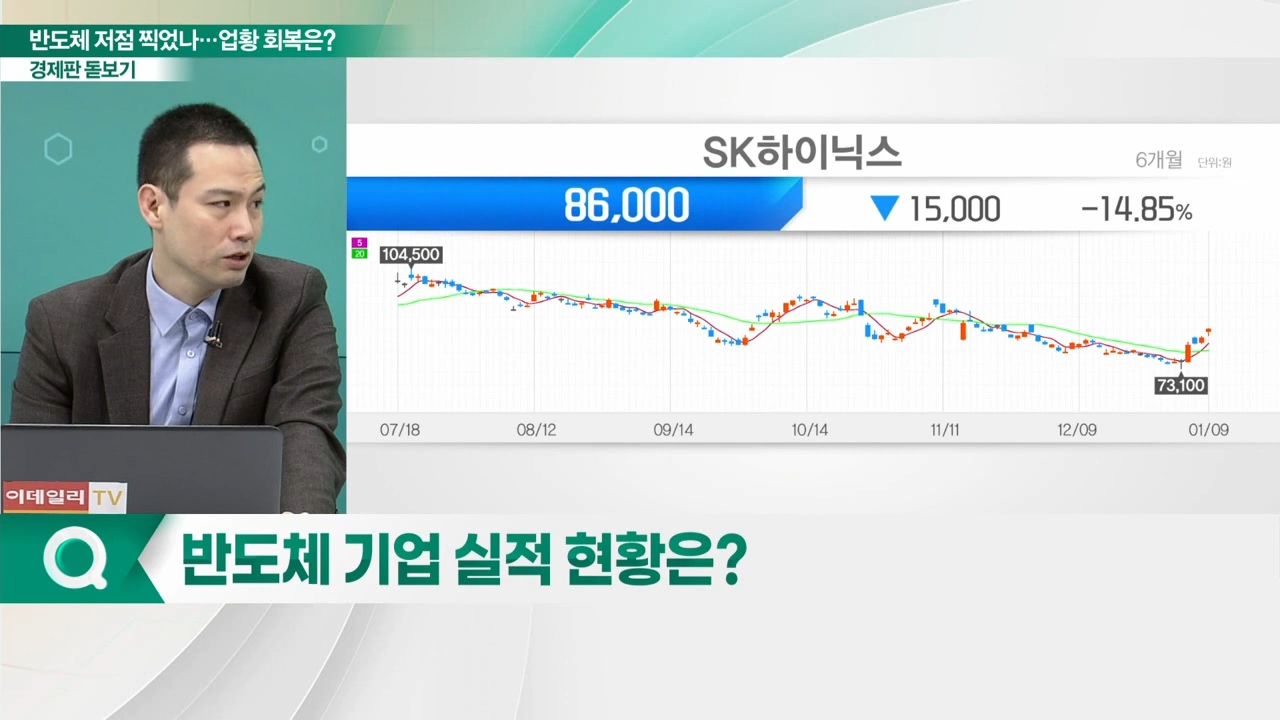 반도체 저점 찍었나…업황 회복은?
경제판 돋보기
SK하이닉스
6개월 단위:원
86,000 ▼ 15,000 -14.85%
5
20
104,500
73,100
07/18 08/12 09/14 10/14 11/11 12/09 01/09
이데일리 TV
Q 반도체 기업 실적 현황은?